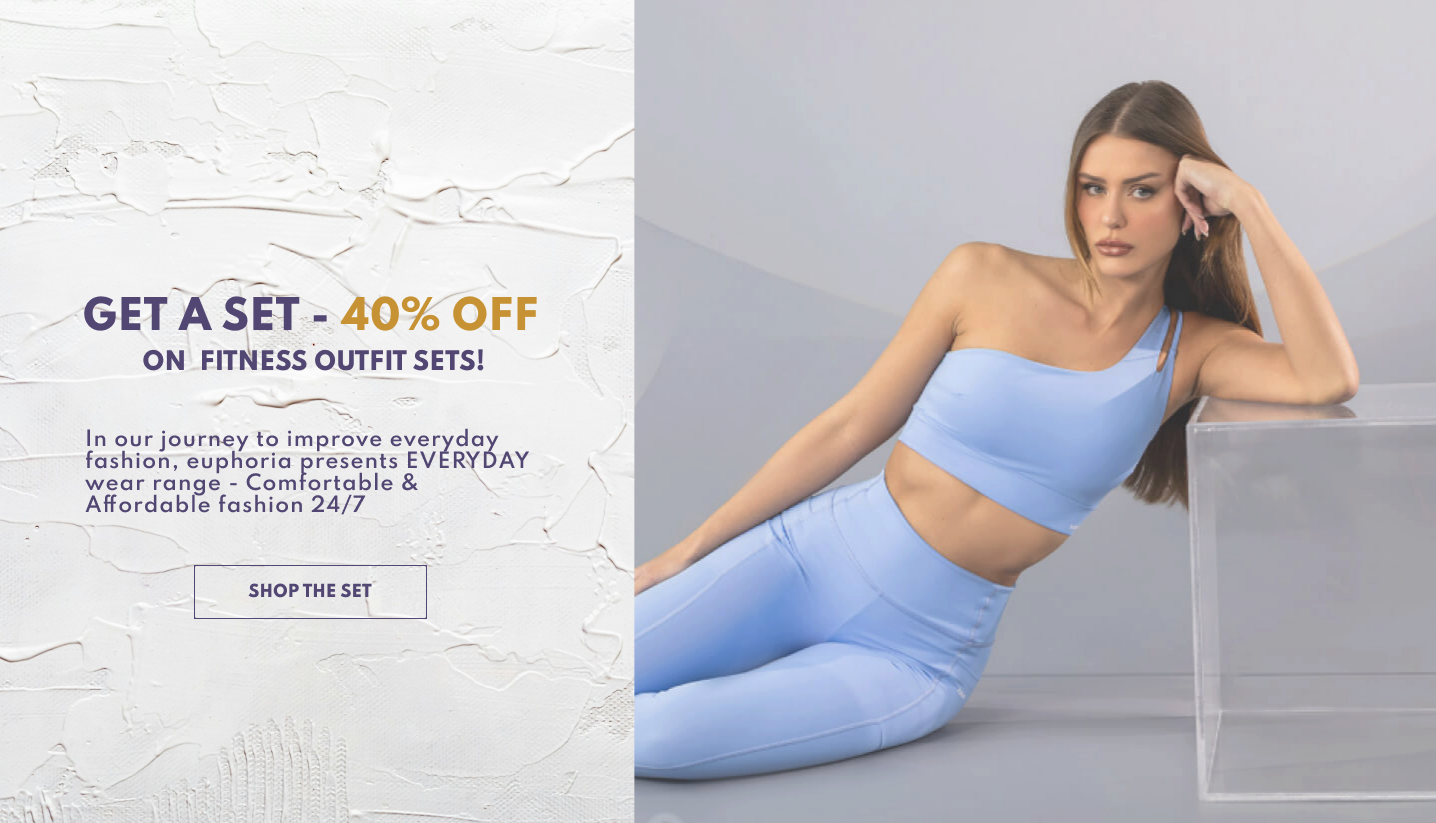 GET A SET - 40% OFF
ON FITNESS OUTFIT SETS!
In our journey to improve everyday
fashion, euphoria presents EVERYDAY
wear range - Comfortable &
Affordable fashion 24/7
SHOP THE SET